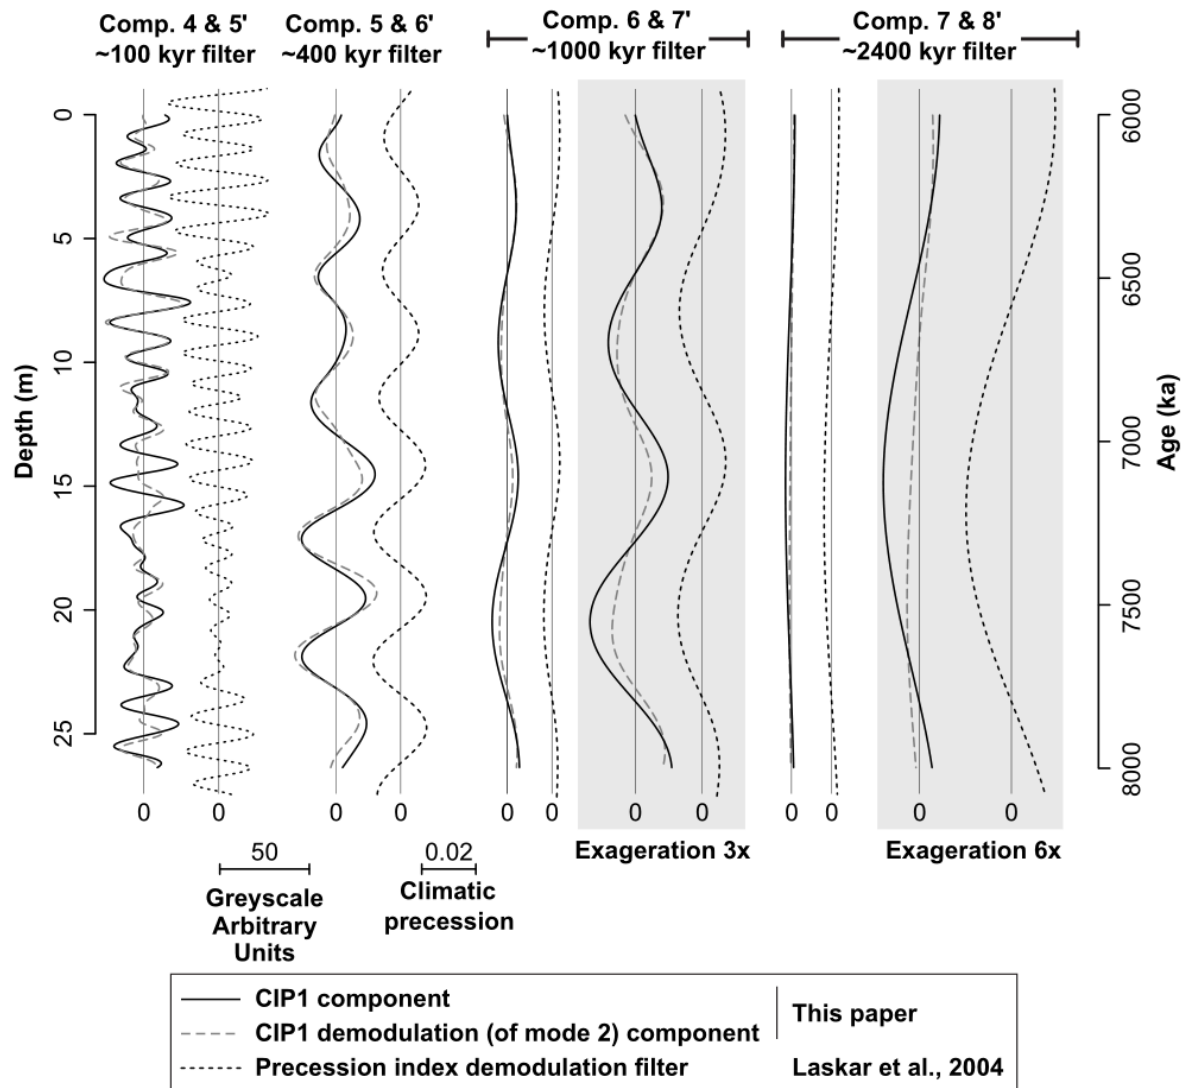 Comp. 4 & 5' Comp. 5 & 6' Comp. 6 & 7' Comp. 7 & 8'
~100 kyr filter ~400 kyr filter ~1000 kyr filter ~2400 kyr filter
Depth (m)
0
5
10
15
20
25
Age (ka)
6000
6500
7000
7500
8000
0 0 0 0 0 0 0 0 0 0 0 0
Exageration 3x Exageration 6x
50 0.02
Greyscale
Arbitrary
Units
Climatic
precession
CIP1 component
CIP1 demodulation (of mode 2) component
This paper
Precession index demodulation filter Laskar et al., 2004